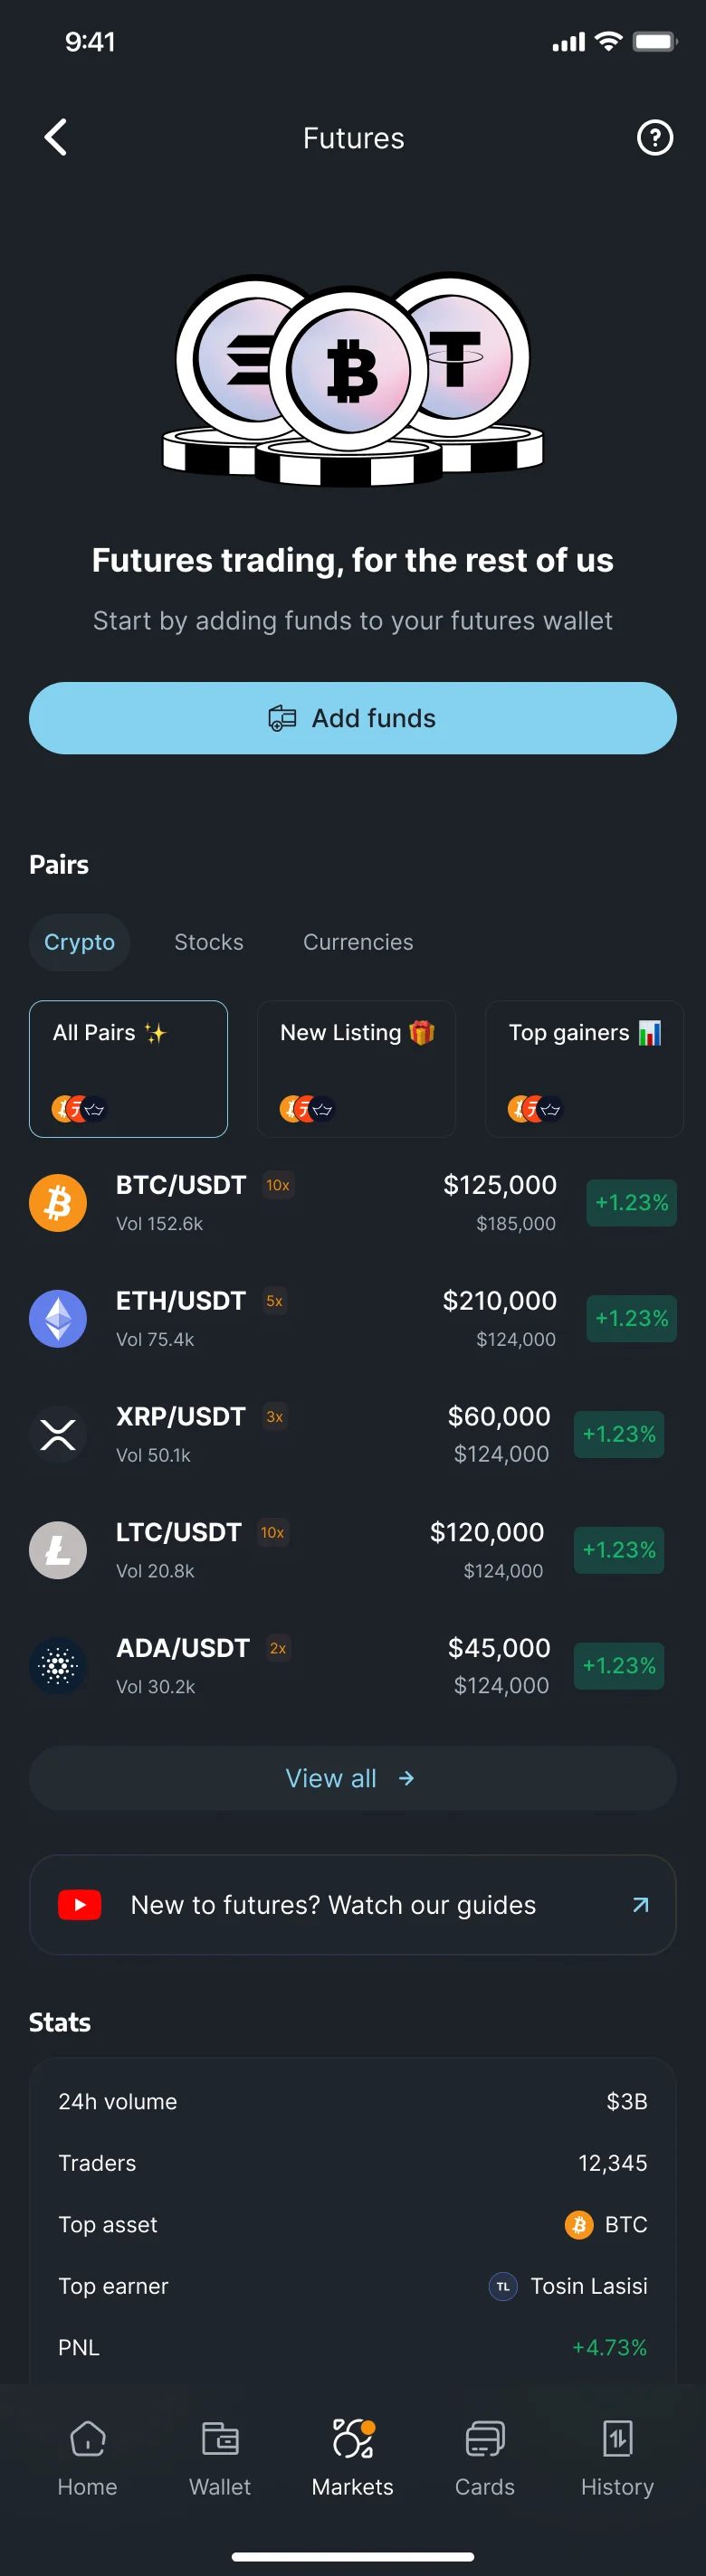 9:41
Futures
Futures trading, for the rest of us
Start by adding funds to your futures wallet
Add funds
Pairs
Crypto Stocks Currencies
All Pairs ✨ New Listing 🎁 Top gainers 📊
BTC/USDT 10x $125,000 +1.23%
Vol 152.6k $185,000
ETH/USDT 5x $210,000 +1.23%
Vol 75.4k $124,000
XRP/USDT 3x $60,000 +1.23%
Vol 50.1k $124,000
LTC/USDT 10x $120,000 +1.23%
Vol 20.8k $124,000
ADA/USDT 2x $45,000 +1.23%
Vol 30.2k $124,000
View all →
New to futures? Watch our guides
Stats
24h volume $3B
Traders 12,345
Top asset BTC
Top earner TL Tosin Lasisi
PNL +4.73%
Home Wallet Markets Cards History